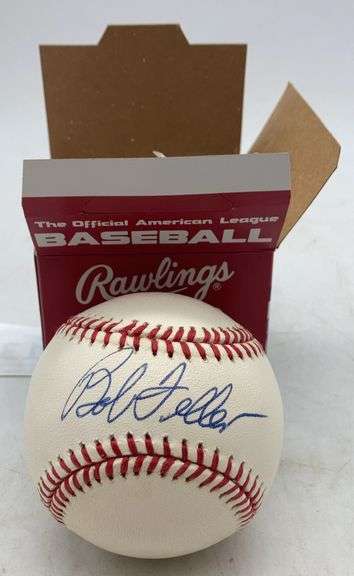 The Official American League
BASEBALL
Rawlings®
Bob Feller